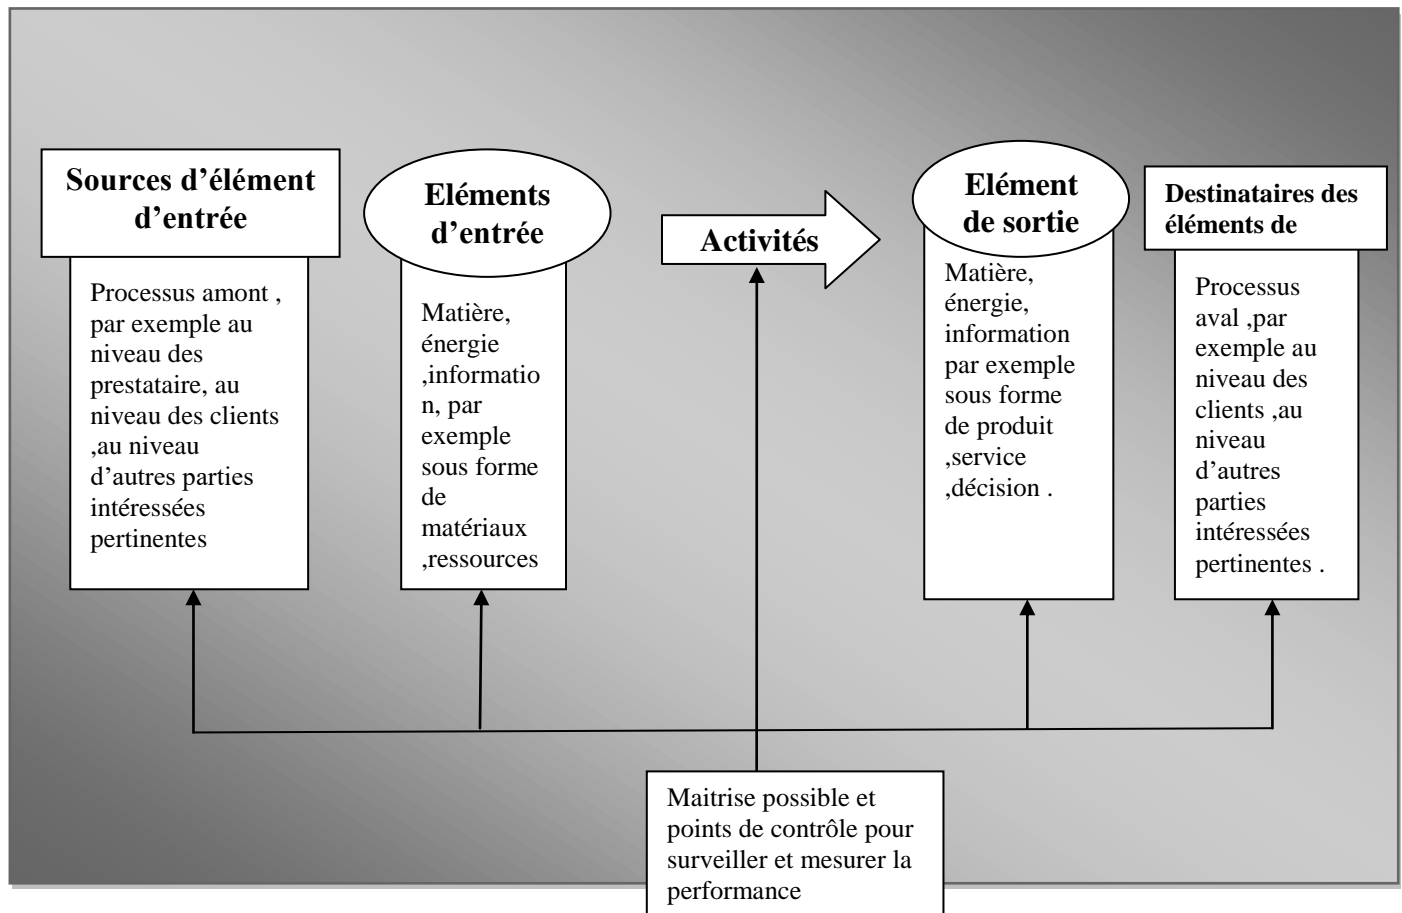 Sources d’élément
d’entrée
Processus amont ,
par exemple au
niveau des
prestataire, au
niveau des clients
,au niveau
d’autres parties
intéressées
pertinentes
Eléments
d’entrée
Matière,
énergie
,informatio
n, par
exemple
sous forme
de
matériaux
,ressources
Activités
Elément
de sortie
Matière,
énergie,
information
par exemple
sous forme
de produit
,service
,décision .
Destinataires des
éléments de
Processus
aval ,par
exemple au
niveau des
clients ,au
niveau
d’autres
parties
intéressées
pertinentes .
Maitrise possible et
points de contrôle pour
surveiller et mesurer la
performance